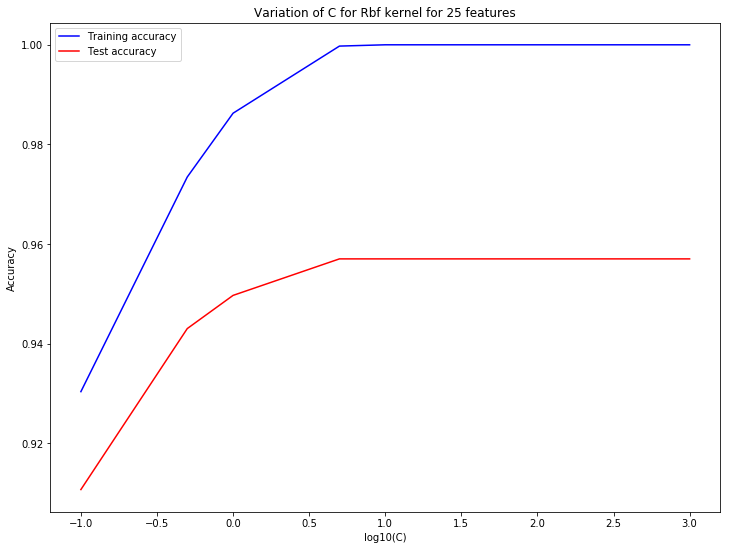 Variation of C for Rbf kernel for 25 features
Training accuracy
Test accuracy
1.00
0.98
0.96
0.94
0.92
Accuracy
−1.0 −0.5 0.0 0.5 1.0 1.5 2.0 2.5 3.0
log10(C)